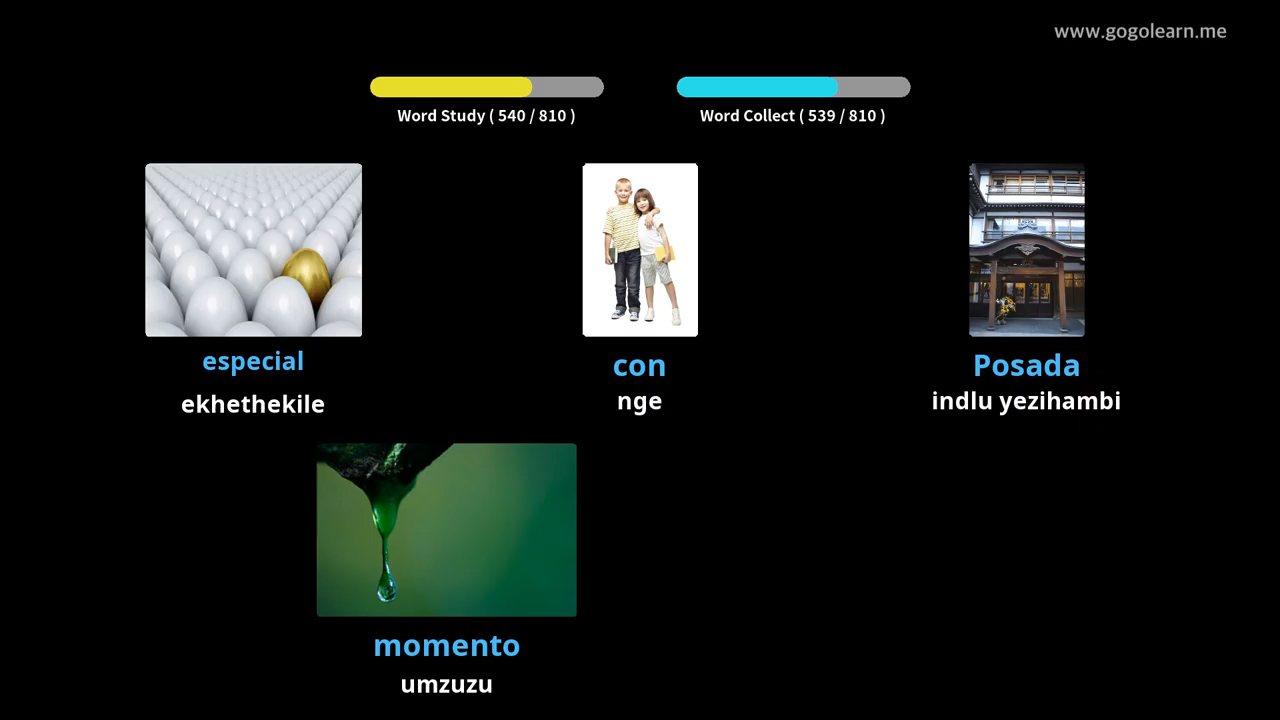 www.gogolearn.me
Word Study ( 540 / 810 )
Word Collect ( 539 / 810 )
especial
ekhethekile
con
nge
Posada
indlu yezihambi
momento
umzuzu